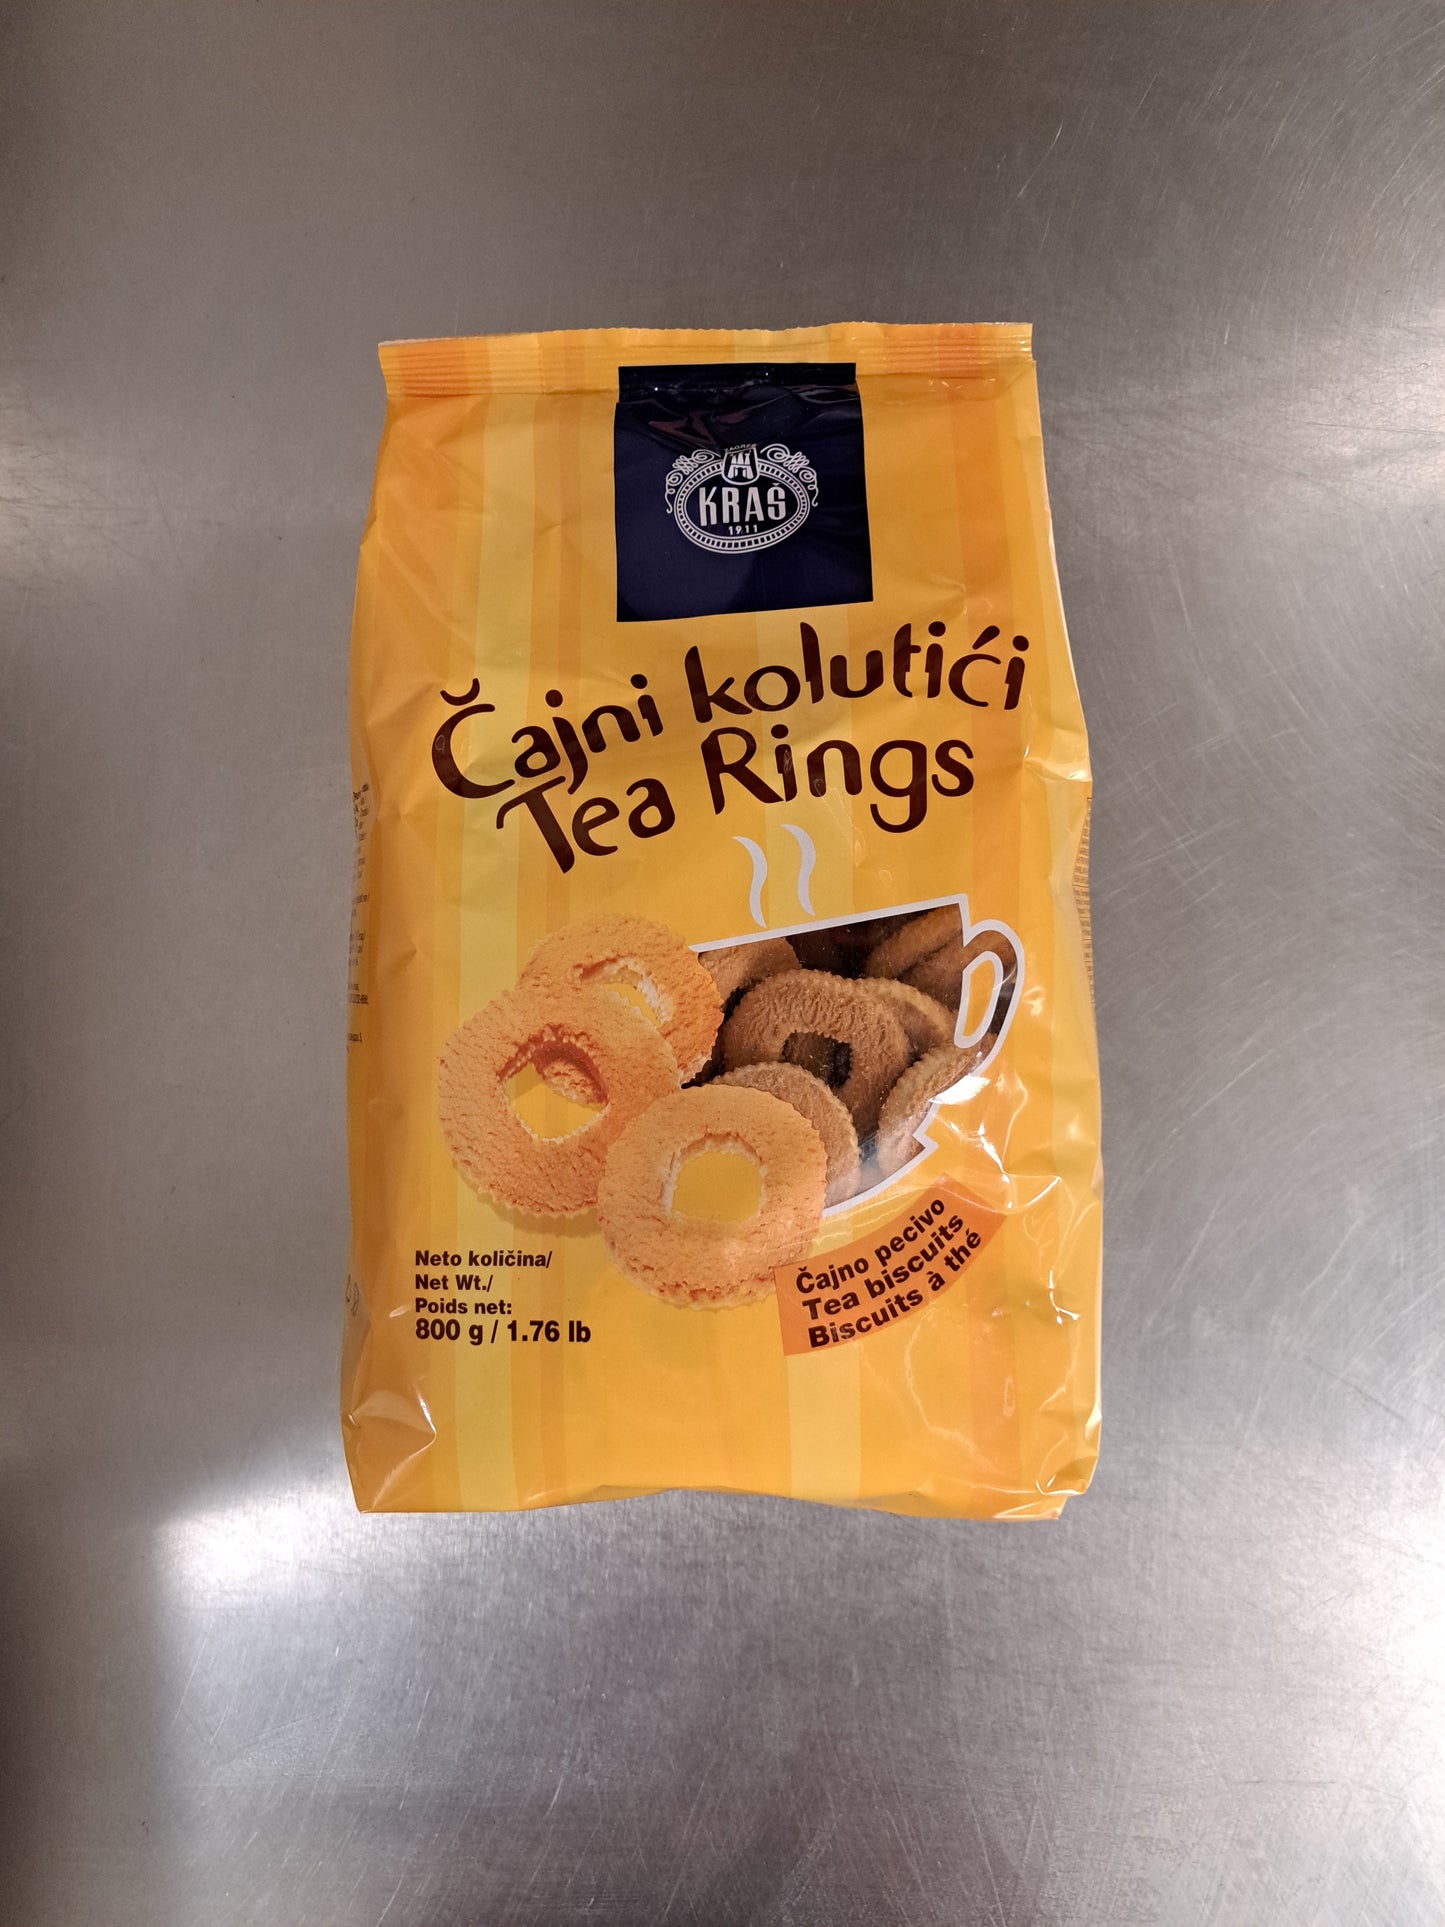 ZAGREB
KRAŠ
1911
Čajni kolutići
Tea Rings
Čajno pecivo
Tea biscuits
Biscuits à thé
Neto količina/
Net Wt./
Poids net:
800 g / 1.76 lb